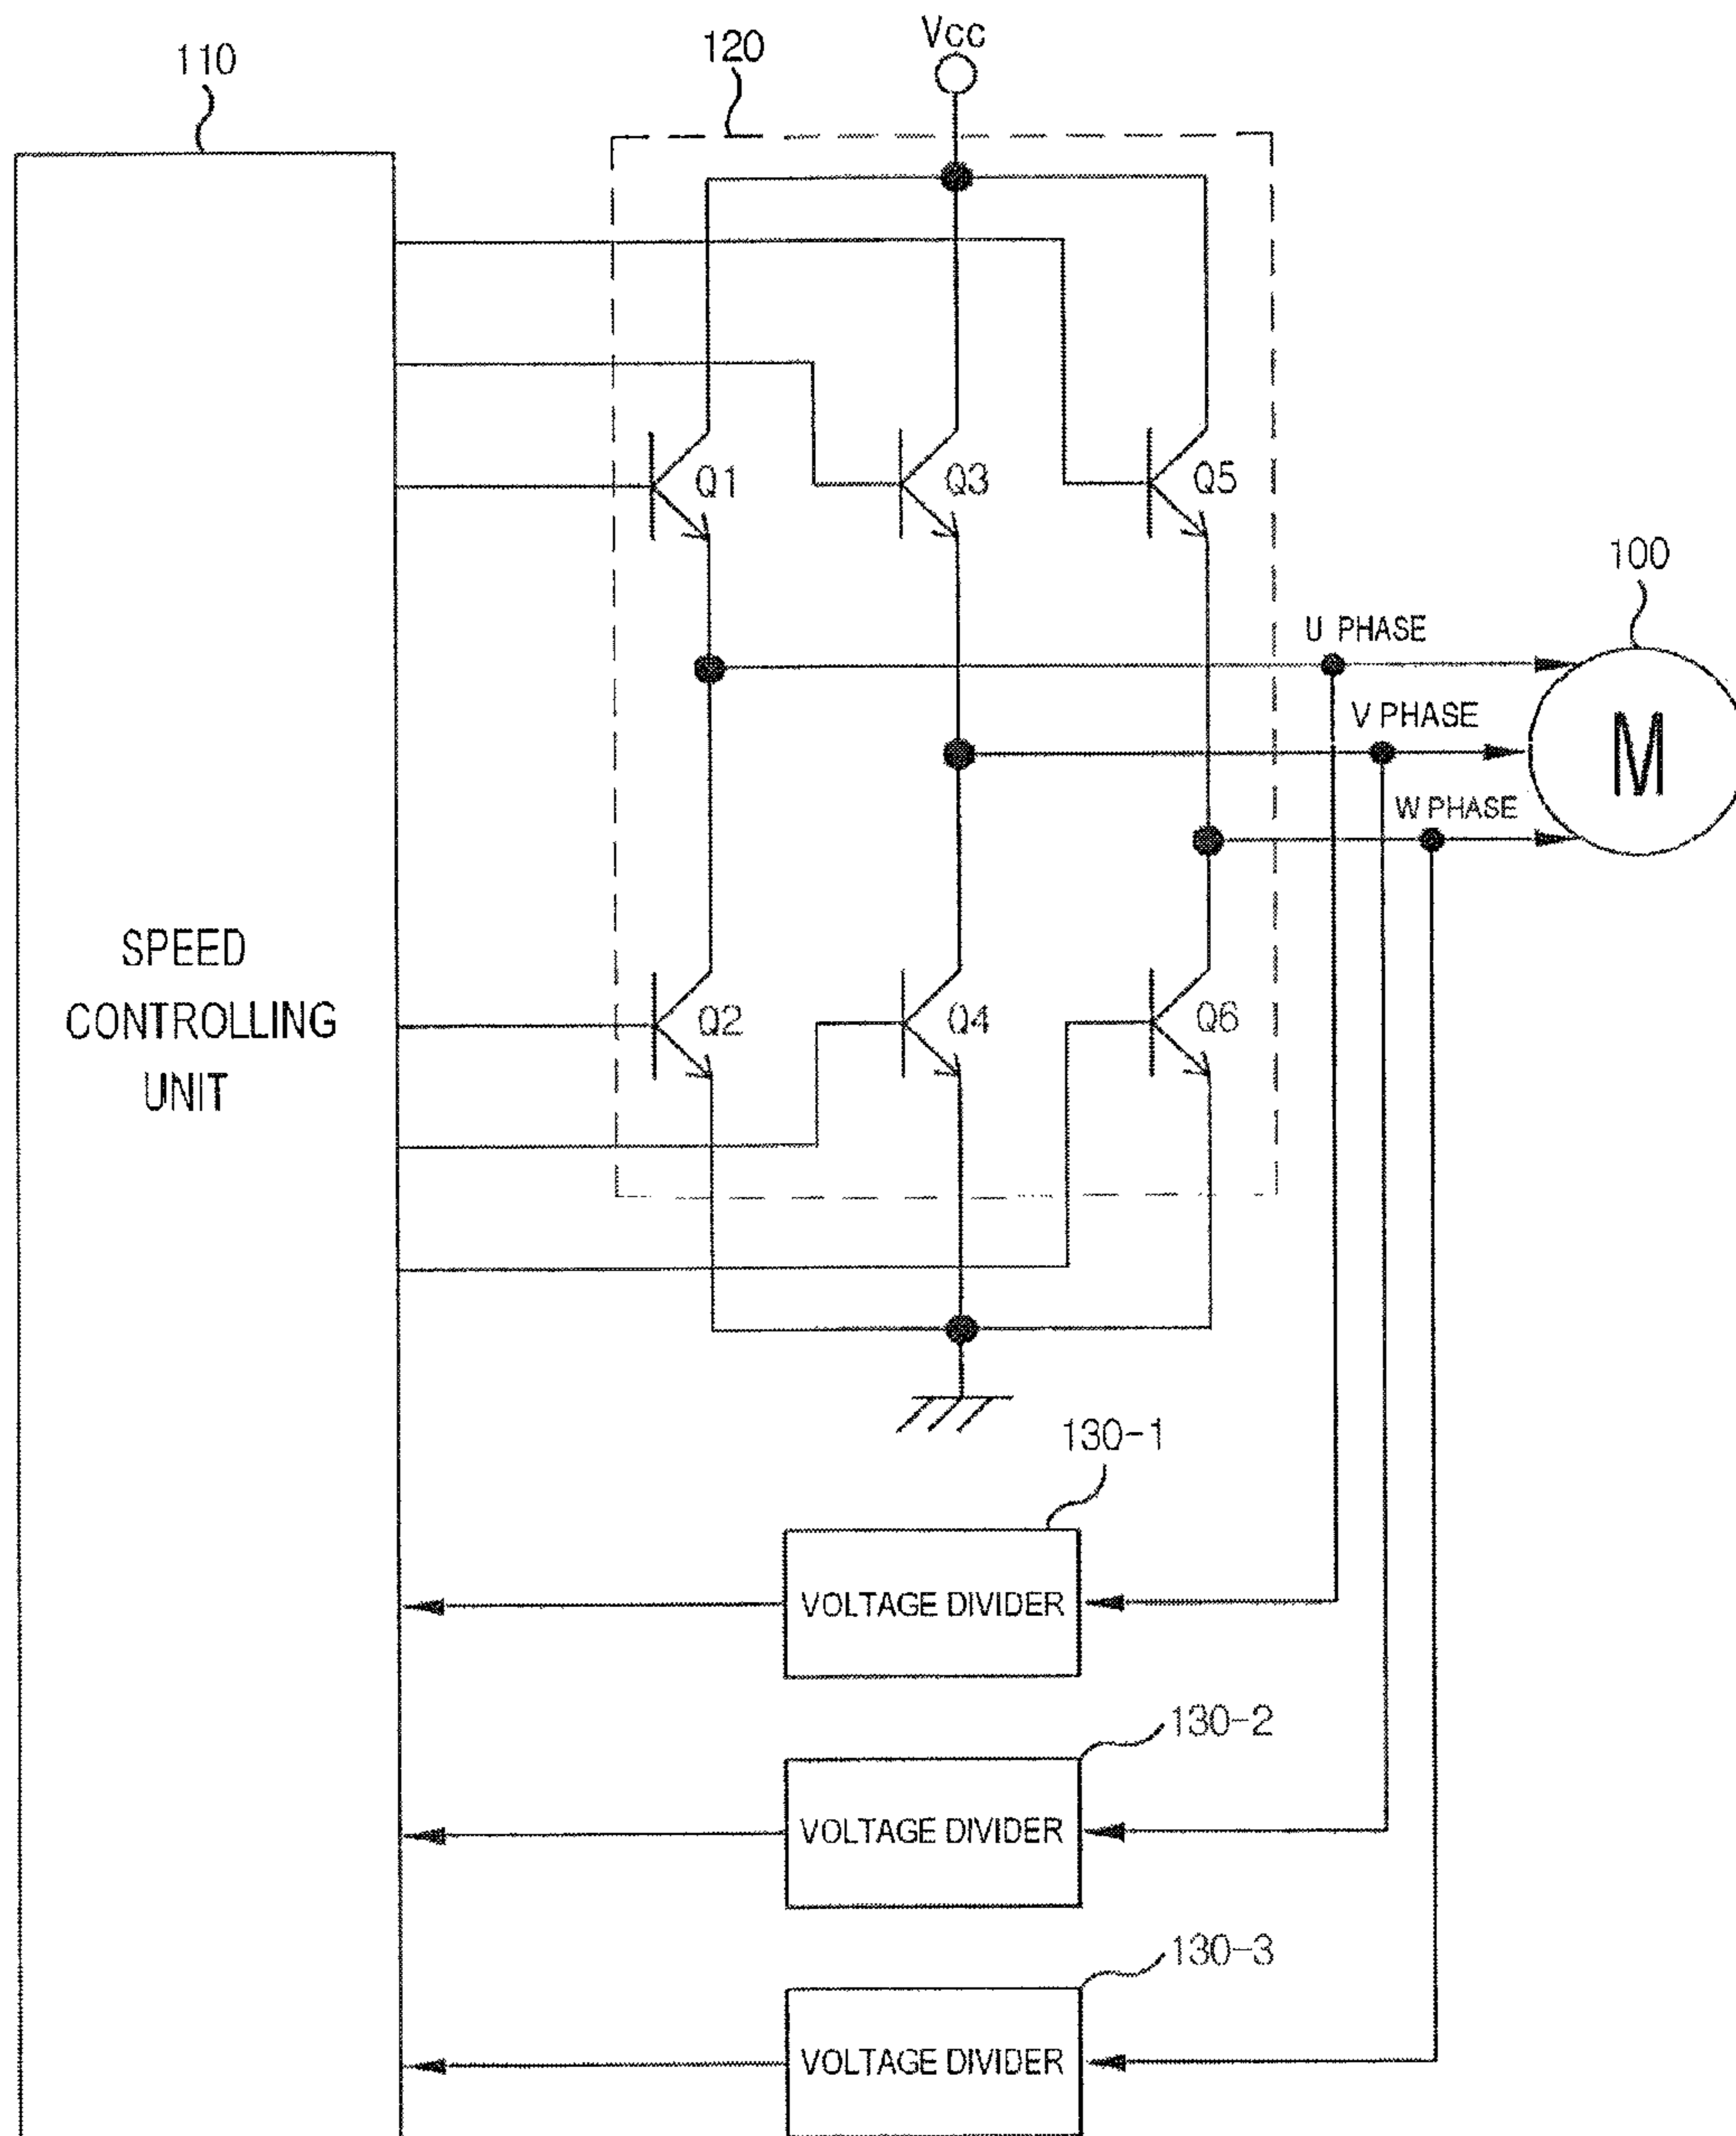 Vcc
120
110
Q1
Q3
Q5
100
U PHASE
V PHASE
M
W PHASE
SPEED
CONTROLLING
UNIT
Q2
Q4
Q6
130-1
VOLTAGE DIVIDER
130-2
VOLTAGE DIVIDER
130-3
VOLTAGE DIVIDER